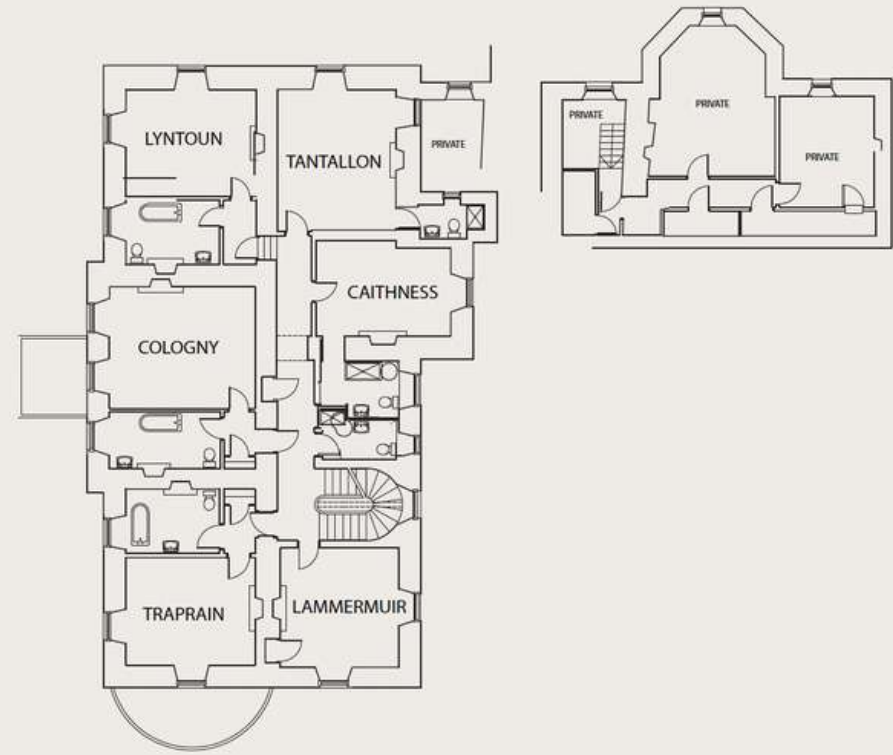 LYNTOUN
TANTALLON
PRIVATE
CAITHNESS
COLOGNY
TRAPRAIN
LAMMERMUIR
PRIVATE
PRIVATE
PRIVATE